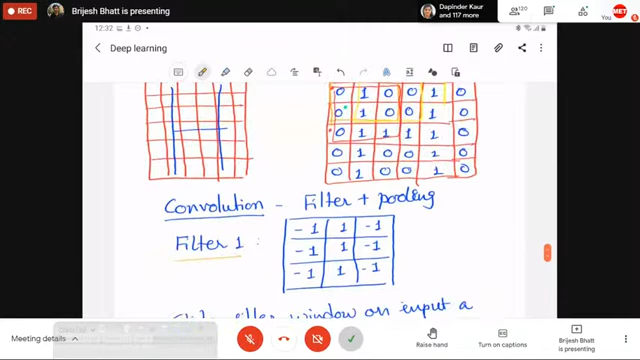 REC
Brijesh Bhatt is presenting
Dapinder Kaur
and 117 more
120
MET
12.32
Deep learning
0 1 0 0 1 0
0 1 0 0 1 0
0 1 1 1 1 0
0 1 0 0 1 0
0 1 0 0 1 0
Convolution - Filter + pooling
Filter 1 :
-1 1 -1
-1 1 -1
-1 1 -1
filter window on input a
Meeting details
Raise hand
Turn on captions
Brijesh Bhatt
is presenting